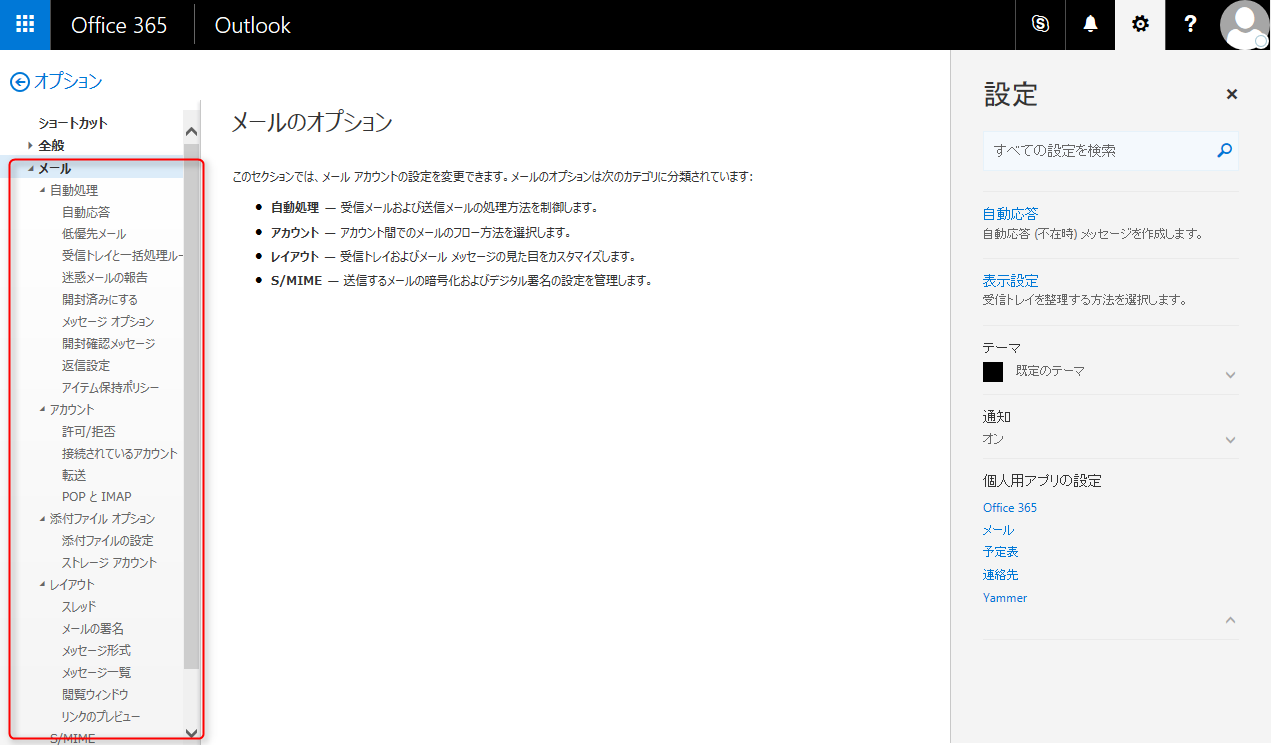 Office 365
Outlook
?
オプション
ショートカット
全般
メール
自動処理
自動応答
低優先メール
受信トレイと一括処理ルー
迷惑メールの報告
開封済みにする
メッセージ オプション
開封確認メッセージ
返信設定
アイテム保持ポリシー
アカウント
許可/拒否
接続されているアカウント
転送
POP と IMAP
添付ファイル オプション
添付ファイルの設定
ストレージ アカウント
レイアウト
スレッド
メールの署名
メッセージ形式
メッセージ一覧
閲覧ウィンドウ
リンクのプレビュー
S/MIME
メールのオプション
このセクションでは、メール アカウントの設定を変更できます。メールのオプションは次のカテゴリに分類されています:
● 自動処理 — 受信メールおよび送信メールの処理方法を制御します。
● アカウント — アカウント間でのメールのフロー方法を選択します。
● レイアウト — 受信トレイおよびメール メッセージの見た目をカスタマイズします。
● S/MIME — 送信するメールの暗号化およびデジタル署名の設定を管理します。
設定
×
すべての設定を検索
自動応答
自動応答 (不在時) メッセージを作成します。
表示設定
受信トレイを整理する方法を選択します。
テーマ
既定のテーマ
通知
オン
個人用アプリの設定
Office 365
メール
予定表
連絡先
Yammer